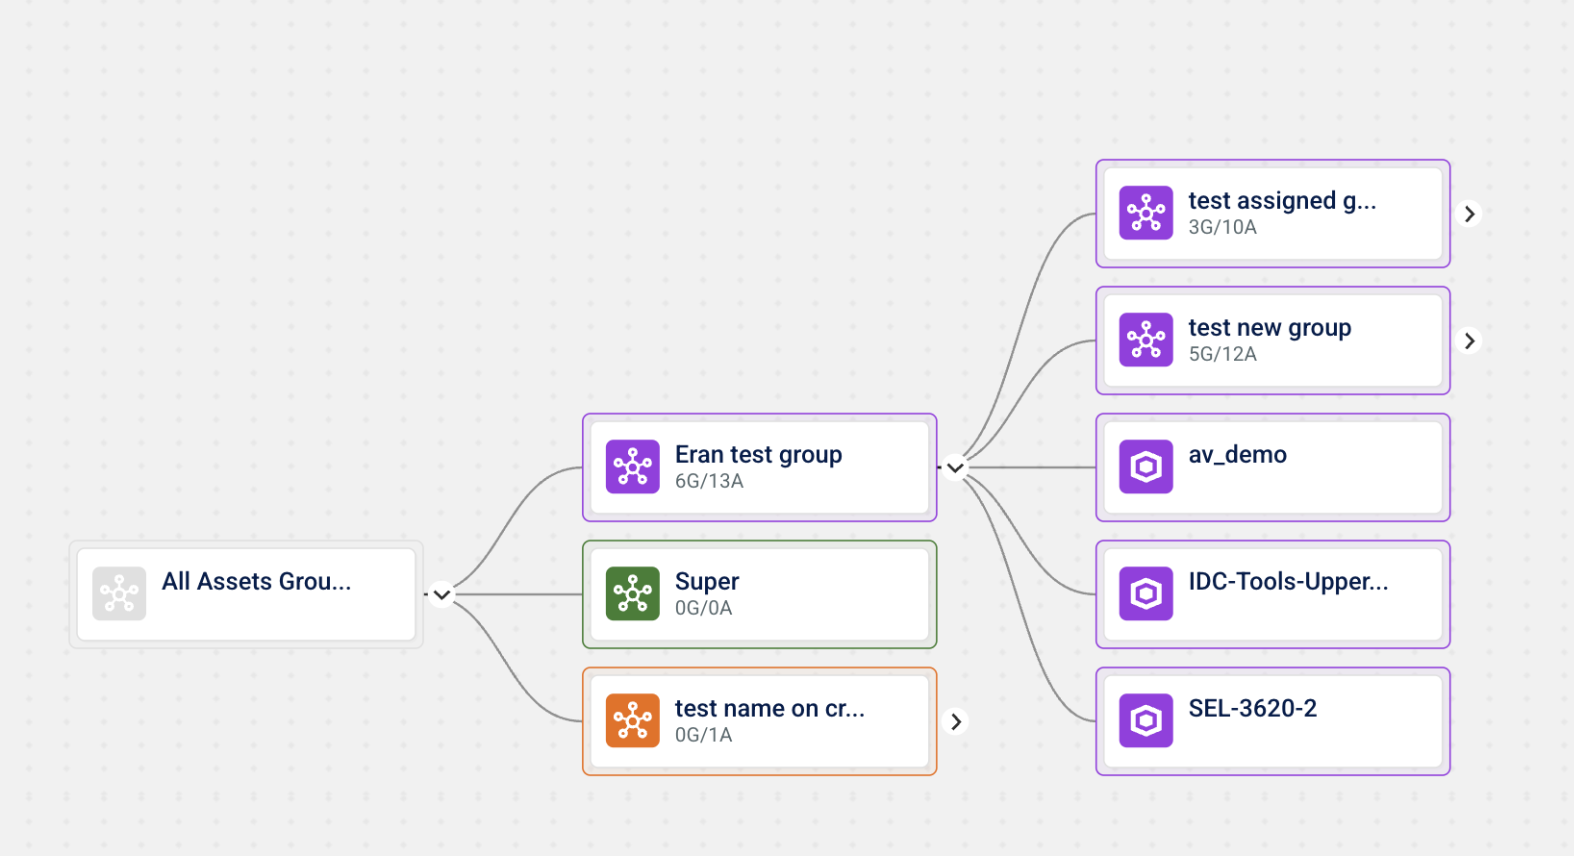 All Assets Grou...
Eran test group
6G/13A
Super
0G/0A
test name on cr...
0G/1A
test assigned g...
3G/10A
test new group
5G/12A
av_demo
IDC-Tools-Upper...
SEL-3620-2